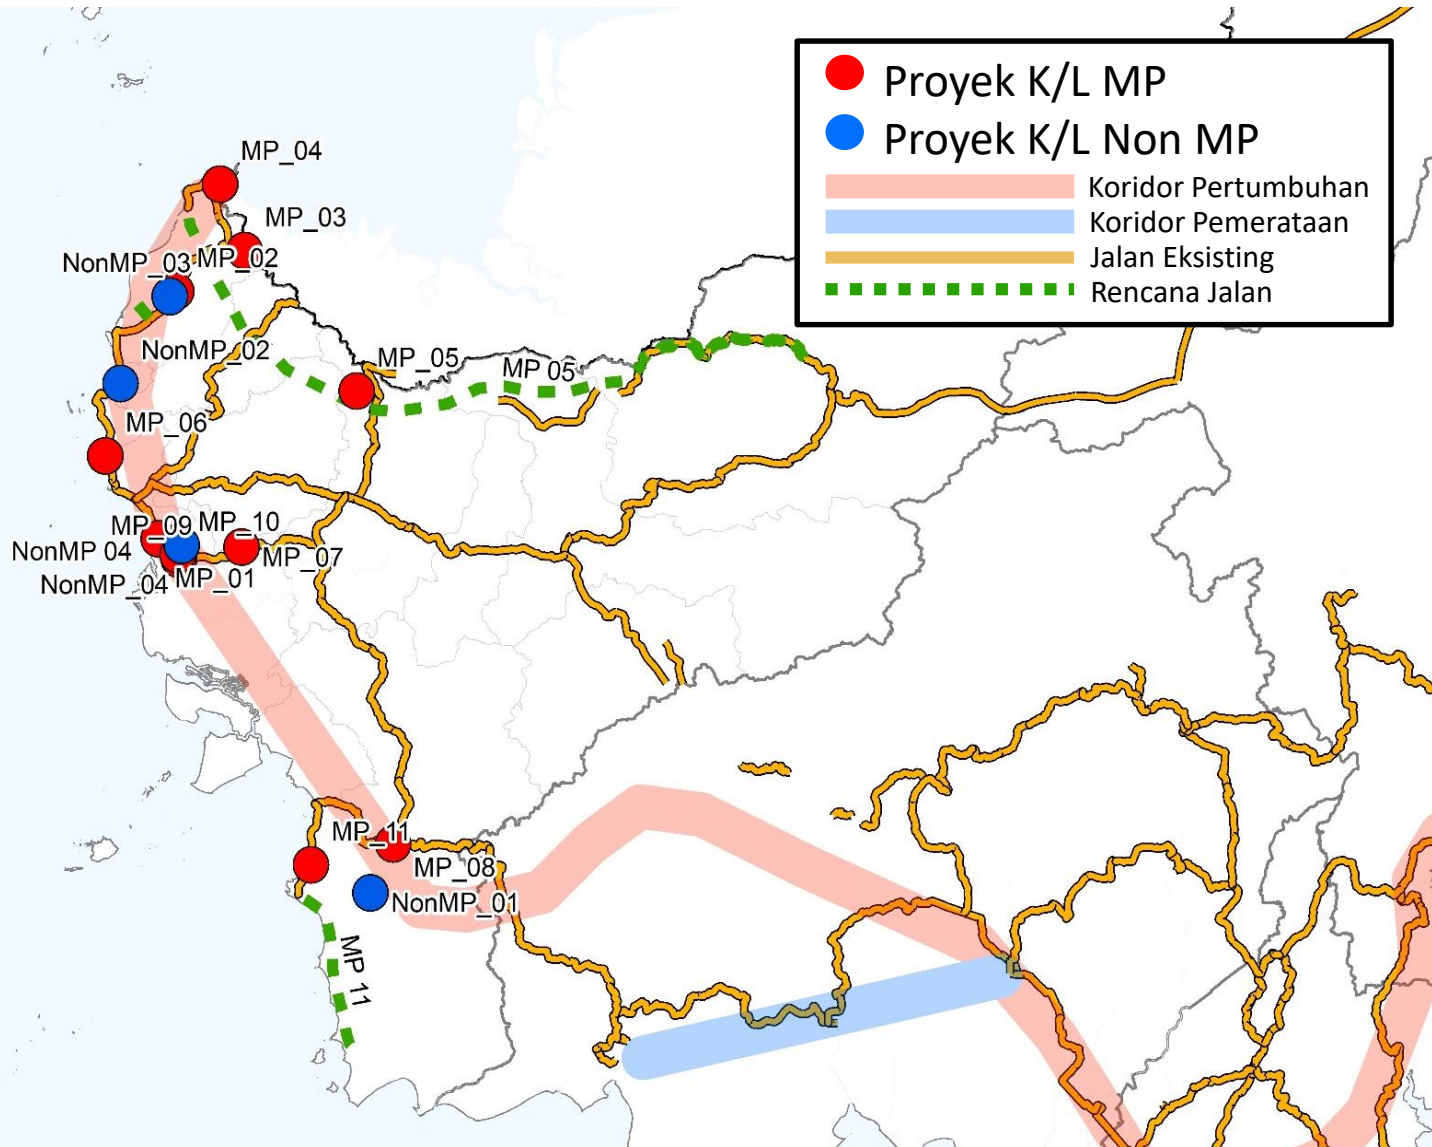 Proyek K/L MP
Proyek K/L Non MP
Koridor Pertumbuhan
Koridor Pemerataan
Jalan Eksisting
Rencana Jalan
MP_04
MP_03
NonMP_03
MP_02
NonMP_02
MP_05
MP 05
MP_06
MP_09
MP_10
NonMP 04
MP_07
NonMP_04
MP_01
MP_11
MP_08
NonMP_01
MP 11